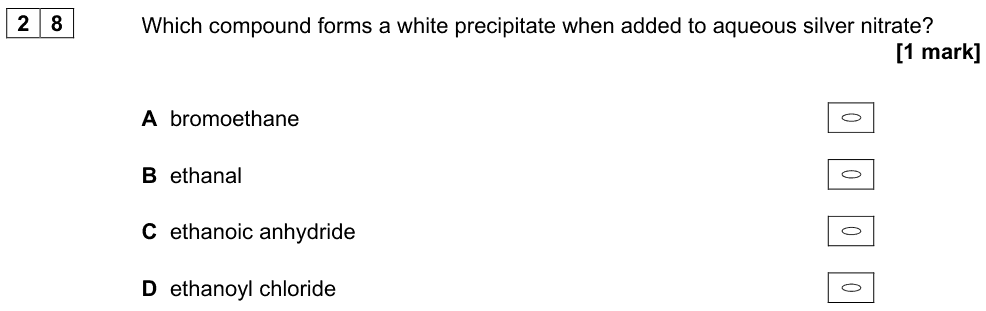 2 8 Which compound forms a white precipitate when added to aqueous silver nitrate?
[1 mark]
A bromoethane
B ethanal
C ethanoic anhydride
D ethanoyl chloride